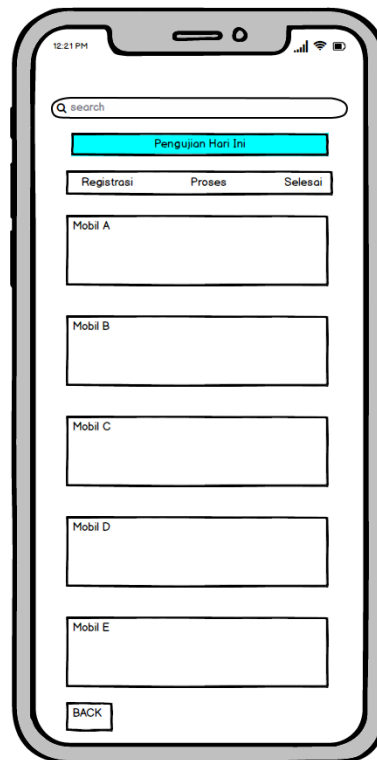 12:21 PM
search
Pengujian Hari Ini
Registrasi Proses Selesai
Mobil A
Mobil B
Mobil C
Mobil D
Mobil E
BACK